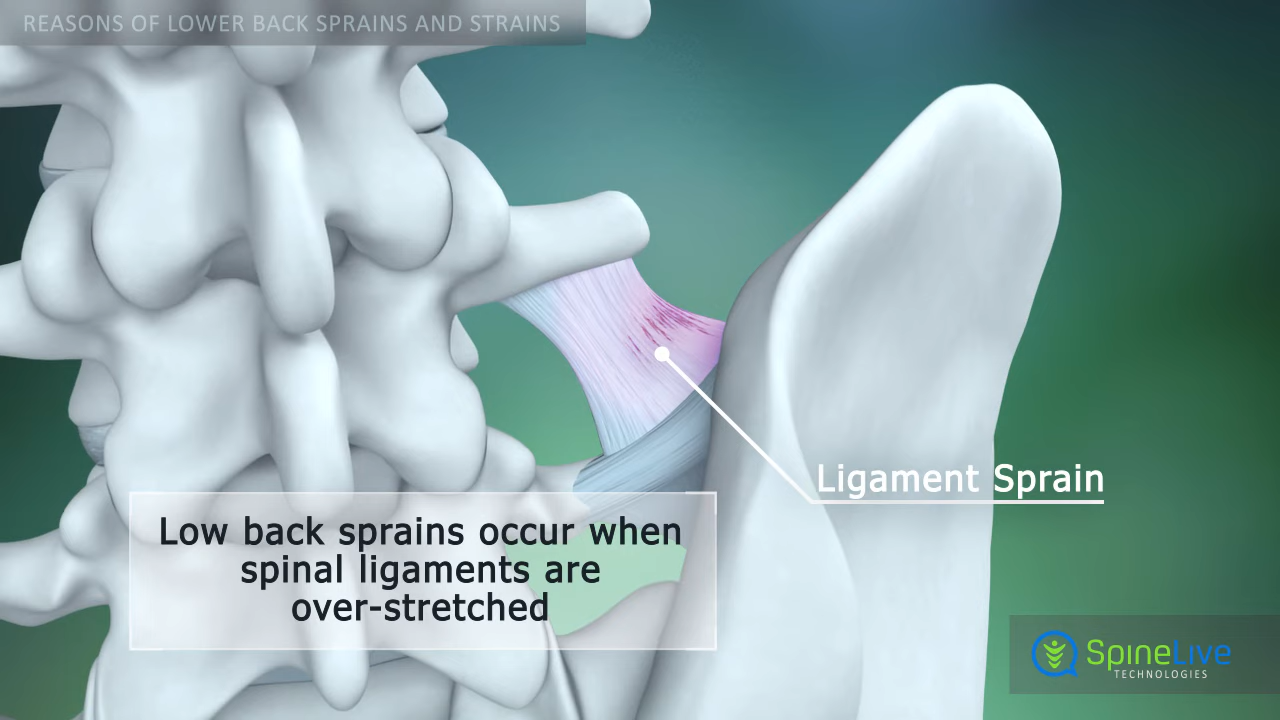 REASONS OF LOWER BACK SPRAINS AND STRAINS
Ligament Sprain
Low back sprains occur when
spinal ligaments are
over-stretched
SpineLive
TECHNOLOGIES